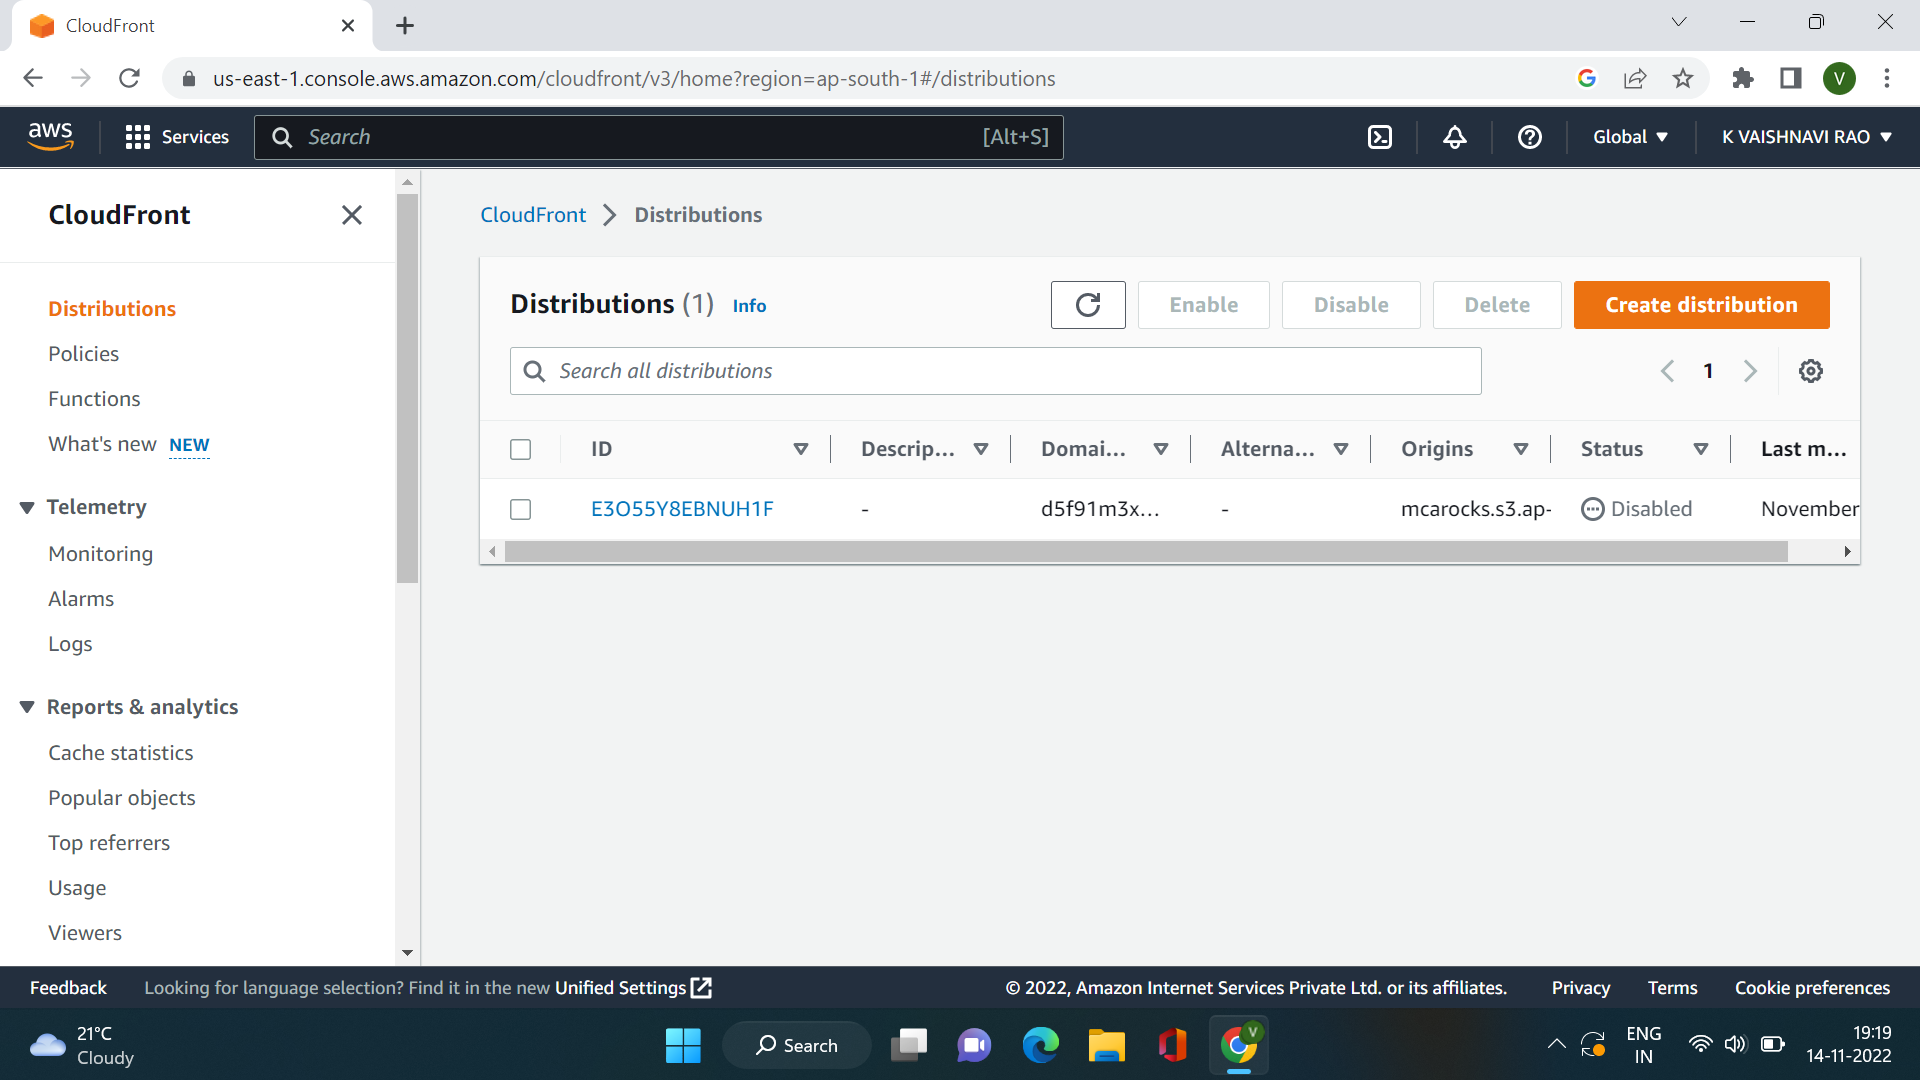 CloudFront
us-east-1.console.aws.amazon.com/cloudfront/v3/home?region=ap-south-1#/distributions
V
aws
Services
Search
[Alt+S]
Global
K VAISHNAVI RAO
CloudFront
Distributions
Policies
Functions
What's new NEW
Telemetry
Monitoring
Alarms
Logs
Reports & analytics
Cache statistics
Popular objects
Top referrers
Usage
Viewers
CloudFront > Distributions
Distributions (1) Info
Enable
Disable
Delete
Create distribution
Search all distributions
1
ID Descrip... Domai... Alterna... Origins Status Last m...
E3O55Y8EBNUH1F - d5f91m3x... - mcarocks.s3.ap- Disabled November
Feedback Looking for language selection? Find it in the new Unified Settings
© 2022, Amazon Internet Services Private Ltd. or its affiliates. Privacy Terms Cookie preferences
21°C
Cloudy
Search
V
ENG
IN
19:19
14-11-2022